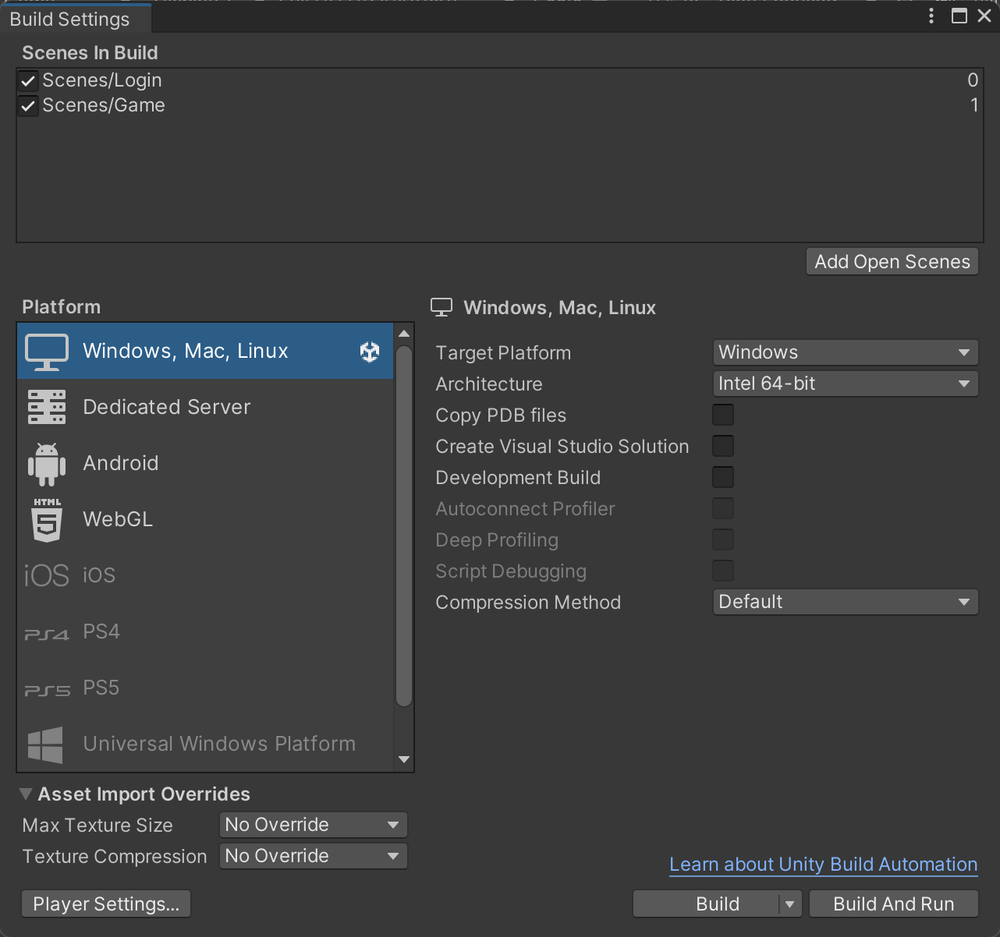 Build Settings
Scenes In Build
Scenes/Login 0
Scenes/Game 1
Add Open Scenes
Platform
Windows, Mac, Linux
Dedicated Server
Android
HTML 5 WebGL
iOS iOS
PS4 PS4
PS5 PS5
Universal Windows Platform
Windows, Mac, Linux
Target Platform Windows
Architecture Intel 64-bit
Copy PDB files
Create Visual Studio Solution
Development Build
Autoconnect Profiler
Deep Profiling
Script Debugging
Compression Method Default
Asset Import Overrides
Max Texture Size No Override
Texture Compression No Override
Learn about Unity Build Automation
Player Settings... Build Build And Run